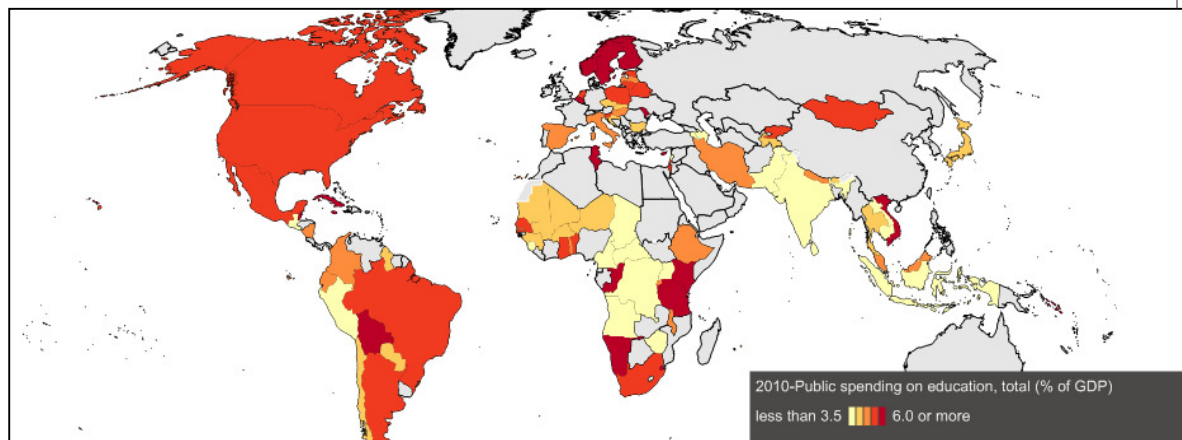 2010-Public spending on education, total (% of GDP)
less than 3.5 6.0 or more